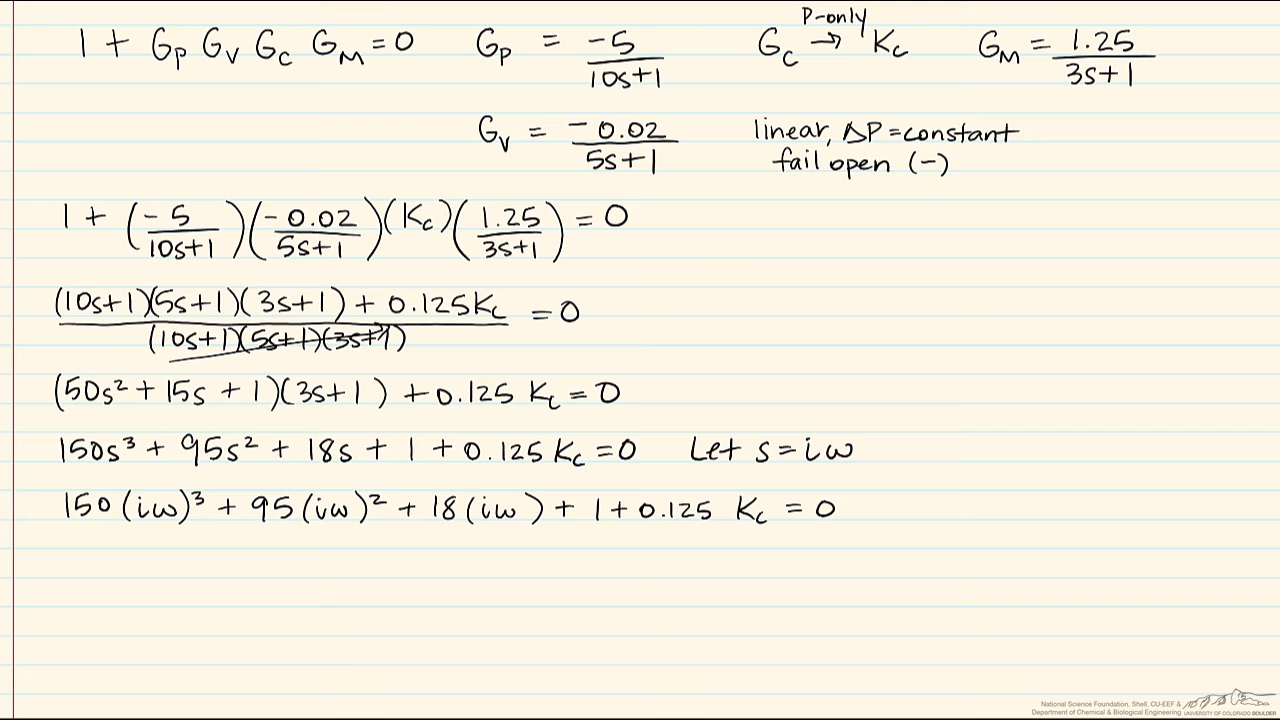 1 + Gp Gv Gc GM = 0   Gp = -5/(10s+1)   Gc P-only → Kc   GM = 1.25/(3s+1)
Gv = -0.02/(5s+1)   linear, ΔP = constant
fail open (-)
1 + (-5/(10s+1))(-0.02/(5s+1))(Kc)(1.25/(3s+1)) = 0
((10s+1)(5s+1)(3s+1) + 0.125Kc)/((10s+1)(5s+1)(3s+1)) = 0
(50s² + 15s + 1)(3s+1) + 0.125 Kc = 0
150s³ + 95s² + 18s + 1 + 0.125 Kc = 0   Let s = iω
150(iω)³ + 95(iω)² + 18(iω) + 1 + 0.125 Kc = 0
National Science Foundation, Shell, CU-EEF &
Department of Chemical & Biological Engineering UNIVERSITY OF COLORADO BOULDER